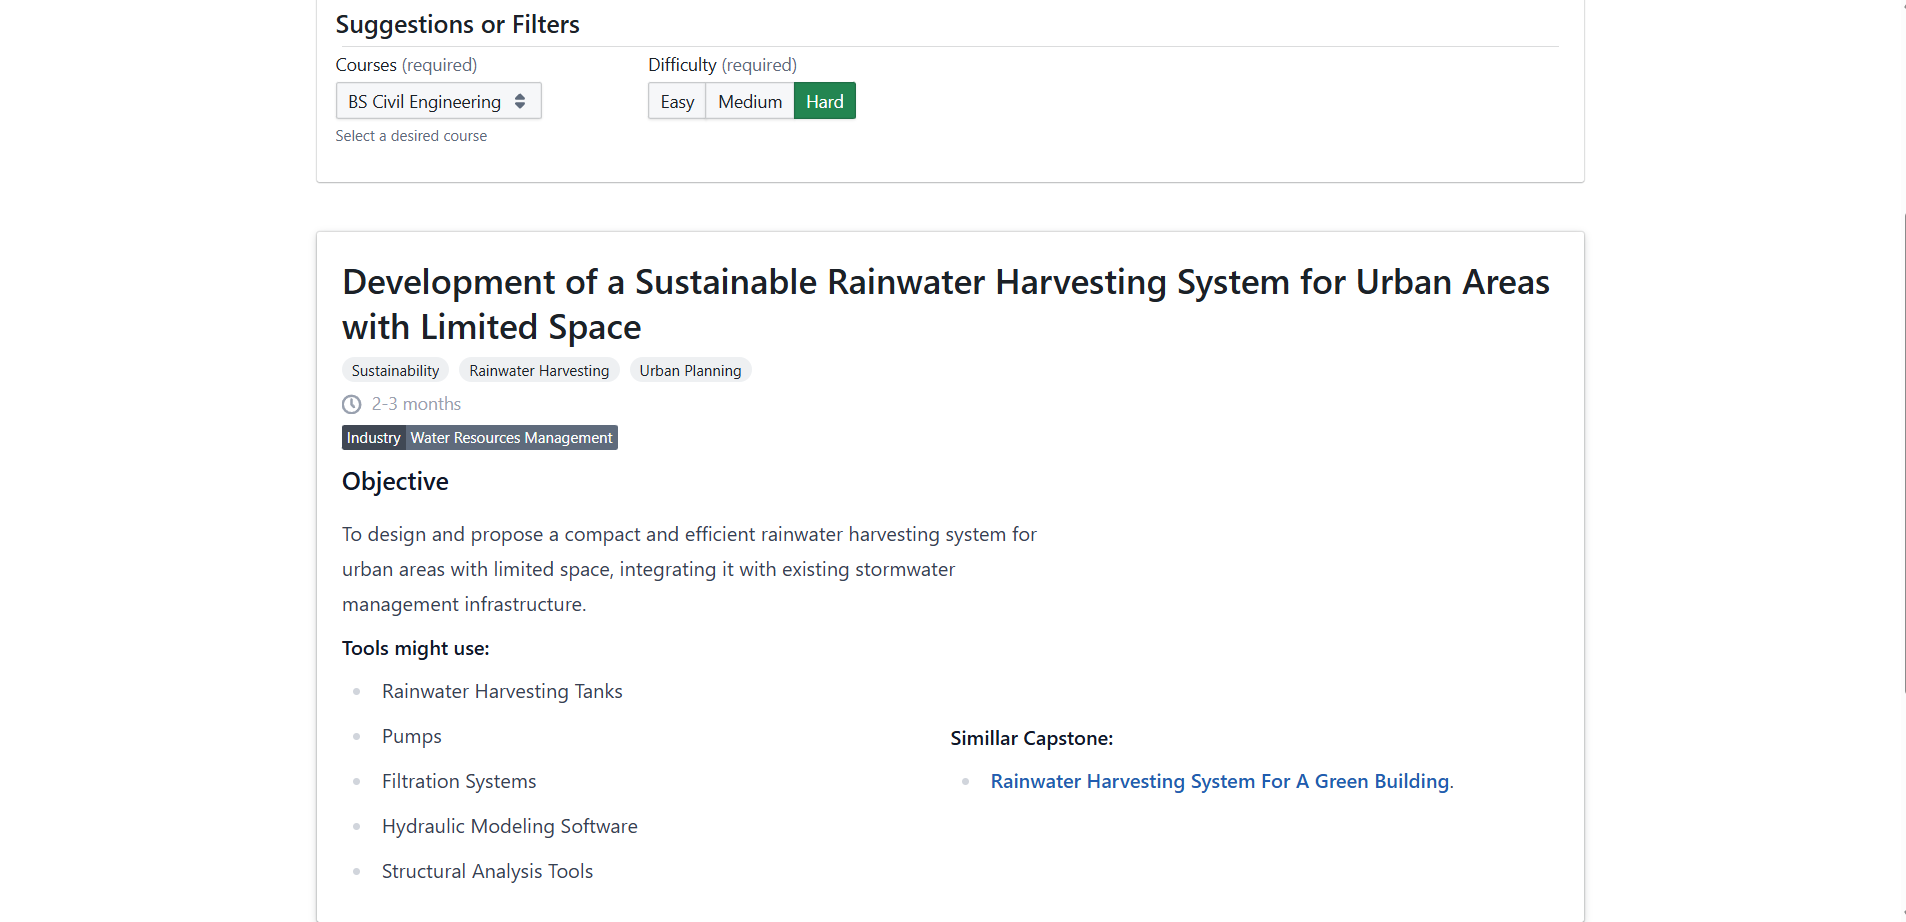 Suggestions or Filters
Courses (required)
Difficulty (required)
BS Civil Engineering
Easy
Medium
Hard
Select a desired course
Development of a Sustainable Rainwater Harvesting System for Urban Areas
with Limited Space
Sustainability
Rainwater Harvesting
Urban Planning
2-3 months
Industry Water Resources Management
Objective
To design and propose a compact and efficient rainwater harvesting system for
urban areas with limited space, integrating it with existing stormwater
management infrastructure.
Tools might use:
Rainwater Harvesting Tanks
Pumps
Filtration Systems
Hydraulic Modeling Software
Structural Analysis Tools
Simillar Capstone:
Rainwater Harvesting System For A Green Building.